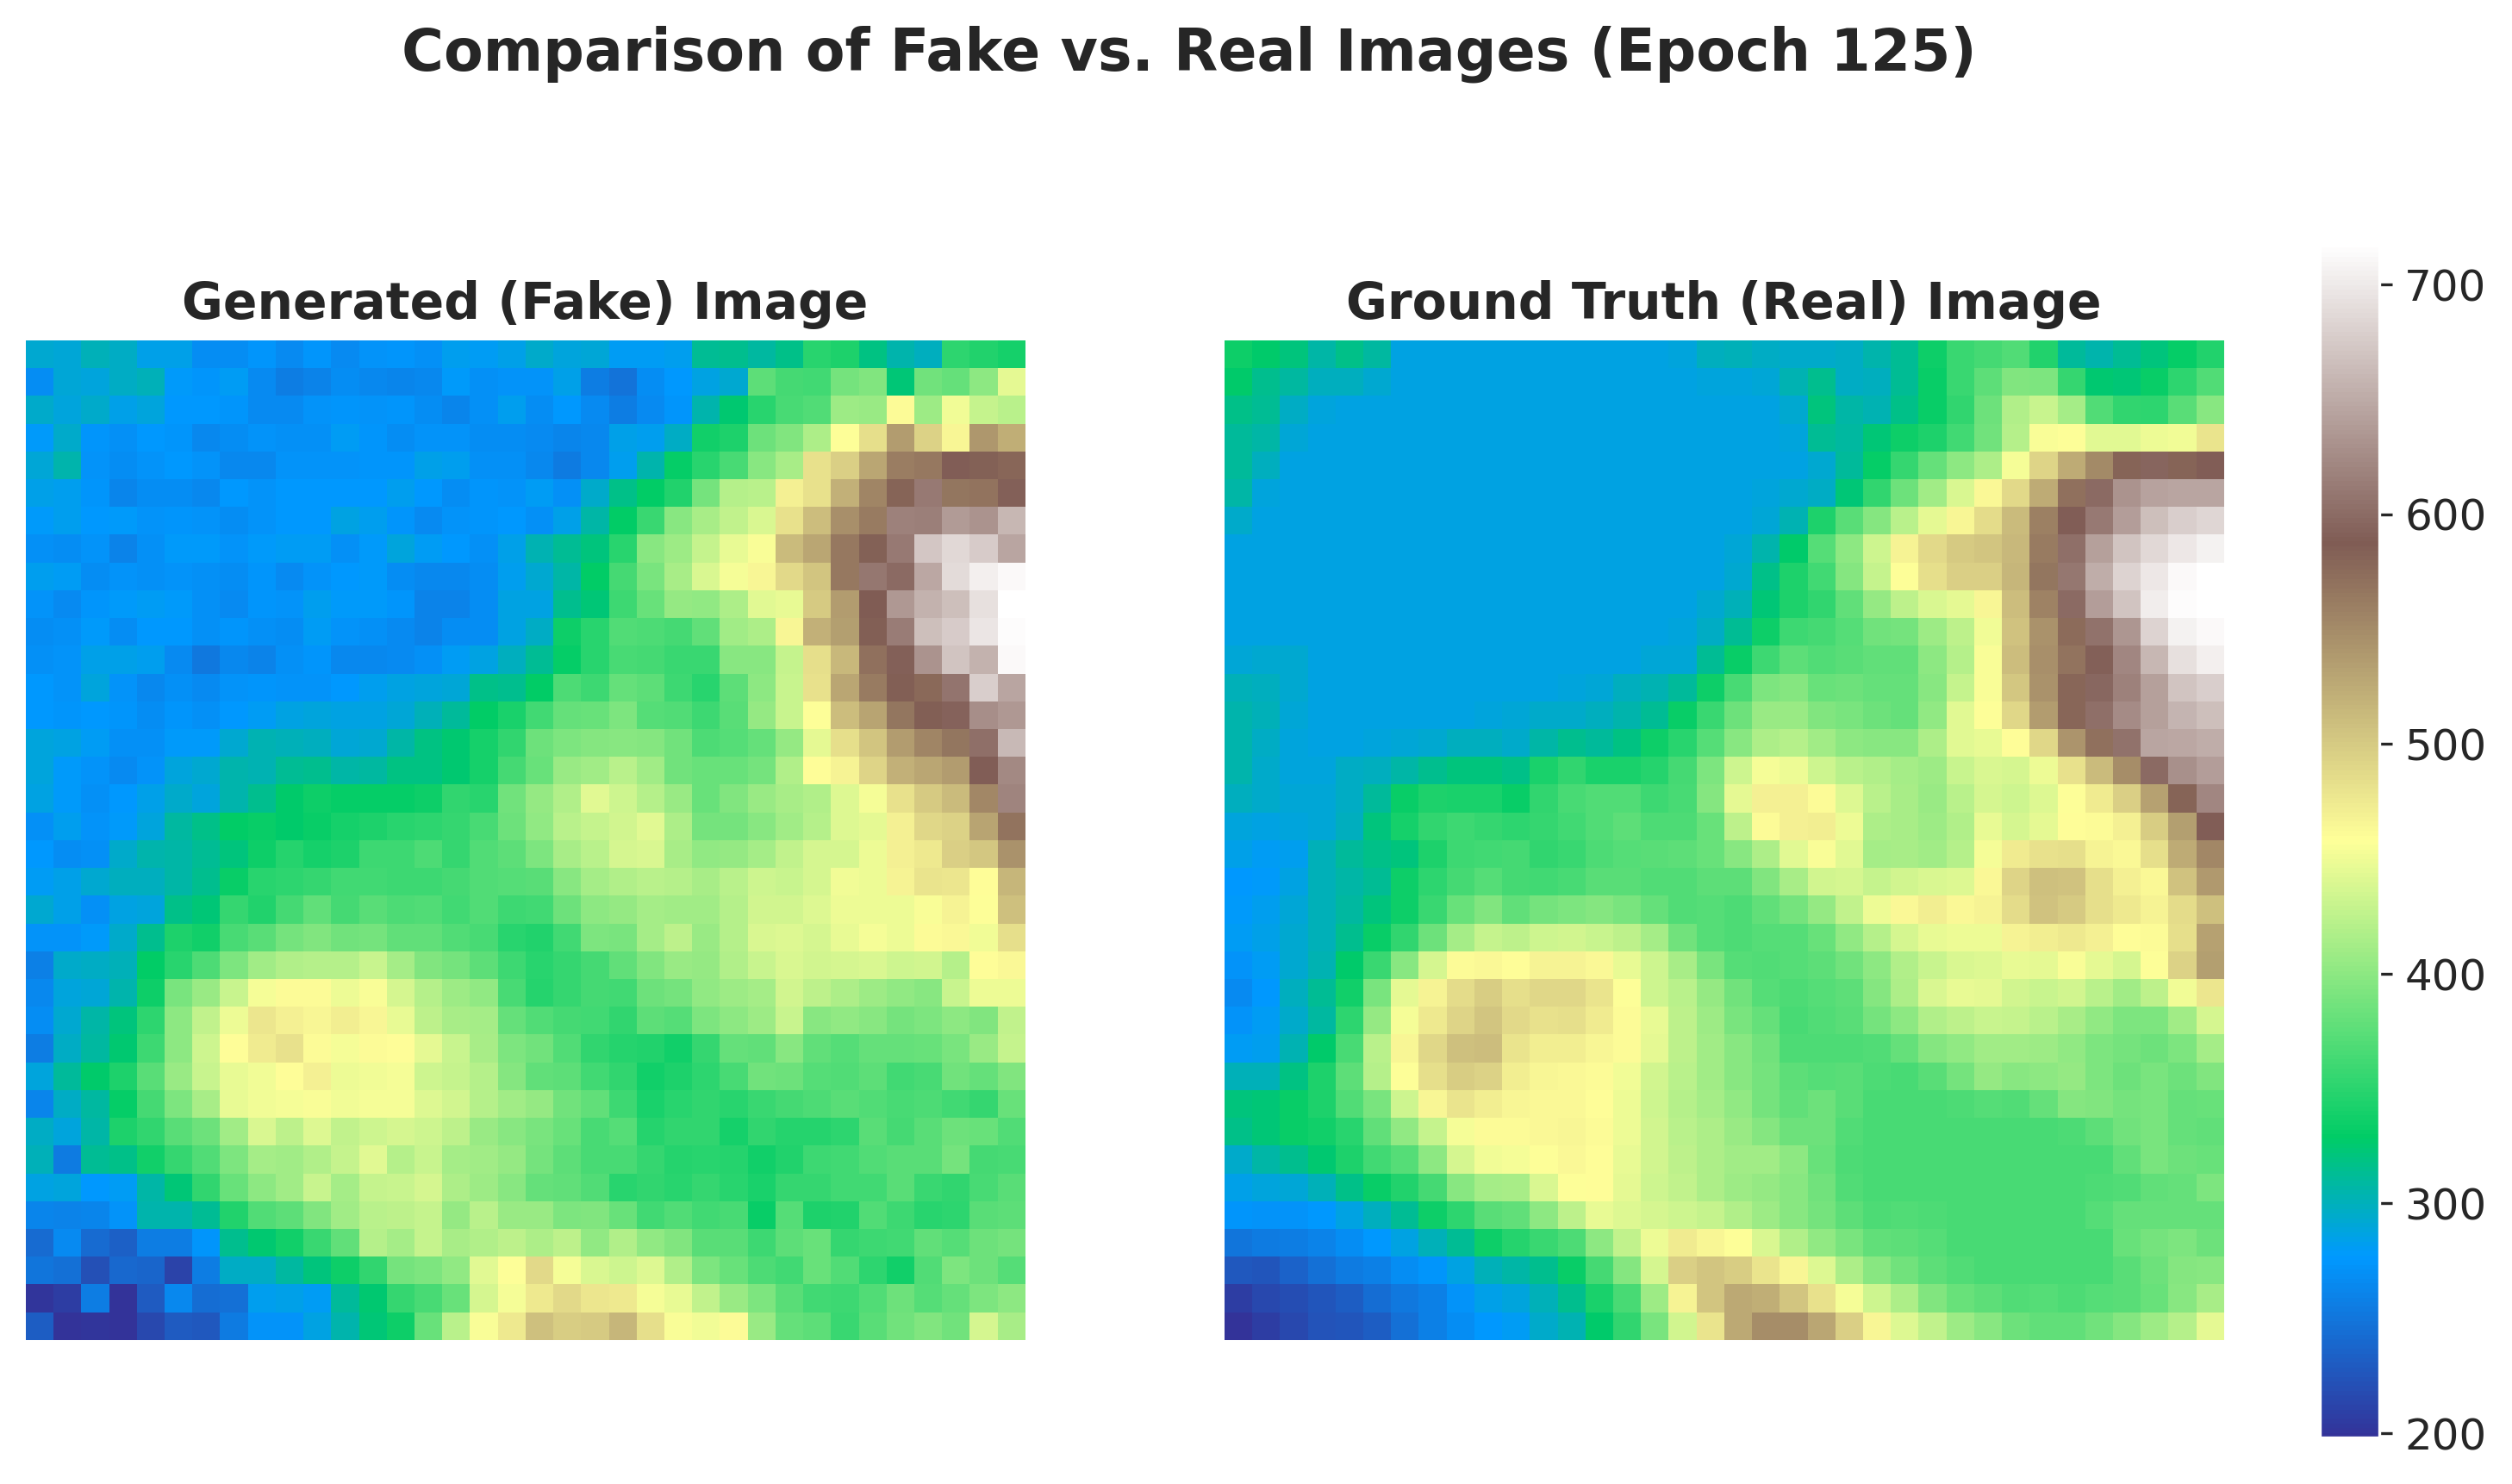 Comparison of Fake vs. Real Images (Epoch 125)
Generated (Fake) Image
Ground Truth (Real) Image
700
600
500
400
300
200